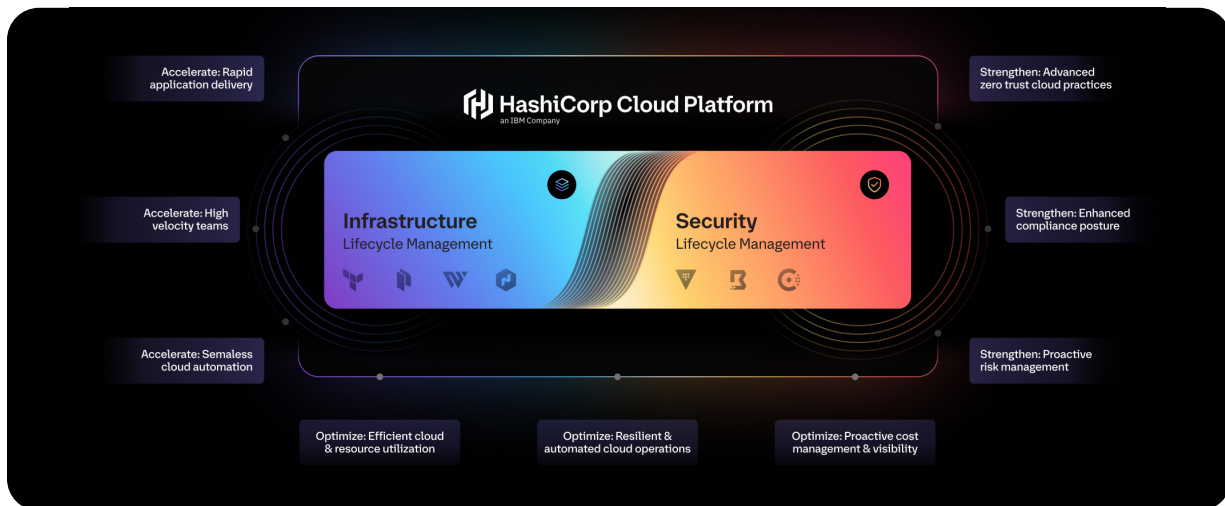 Accelerate: Rapid
application delivery
Strengthen: Advanced
zero trust cloud practices
HashiCorp Cloud Platform
an IBM Company
Accelerate: High
velocity teams
Infrastructure
Lifecycle Management
Security
Lifecycle Management
Strengthen: Enhanced
compliance posture
Accelerate: Semaless
cloud automation
Strengthen: Proactive
risk management
Optimize: Efficient cloud
& resource utilization
Optimize: Resilient &
automated cloud operations
Optimize: Proactive cost
management & visibility